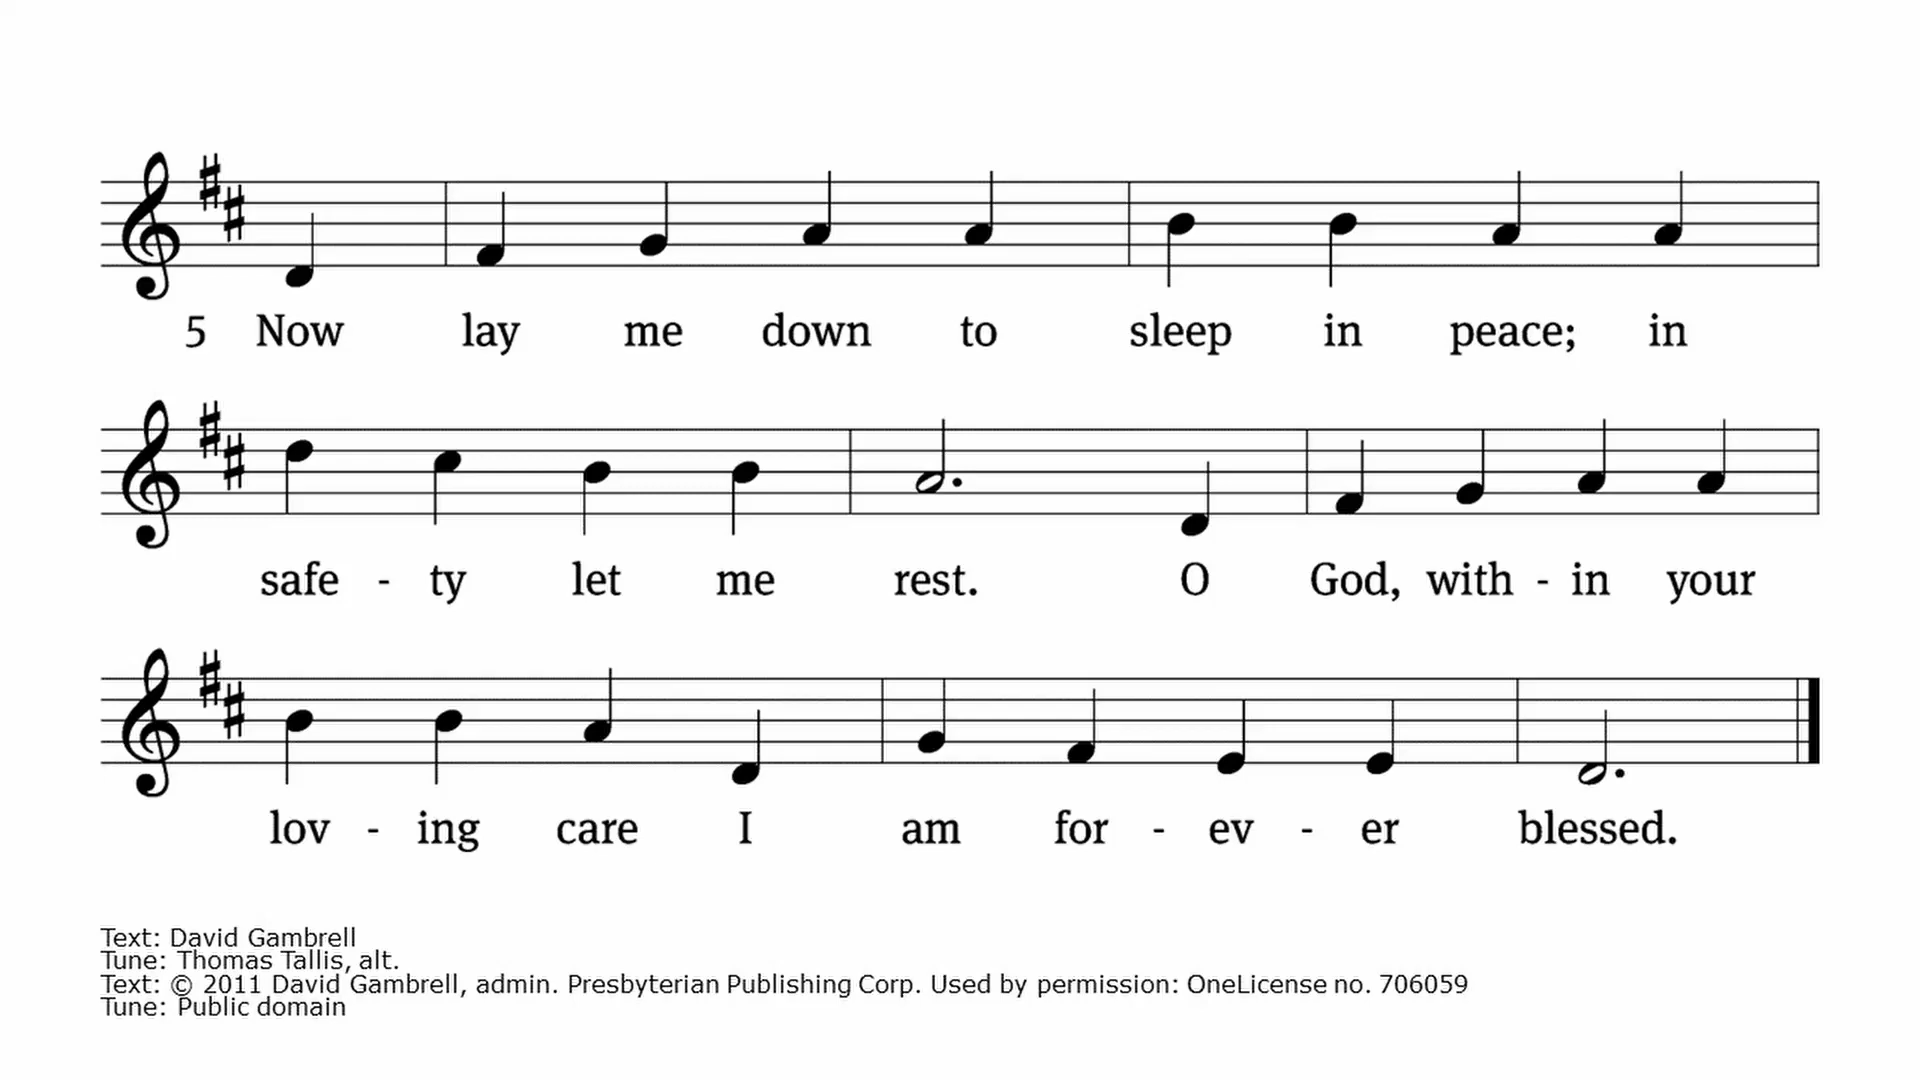 5 Now lay me down to sleep in peace; in
safe - ty let me rest. O God, with - in your
lov - ing care I am for - ev - er blessed.
Text: David Gambrell
Tune: Thomas Tallis, alt.
Text: © 2011 David Gambrell, admin. Presbyterian Publishing Corp. Used by permission: OneLicense no. 706059
Tune: Public domain